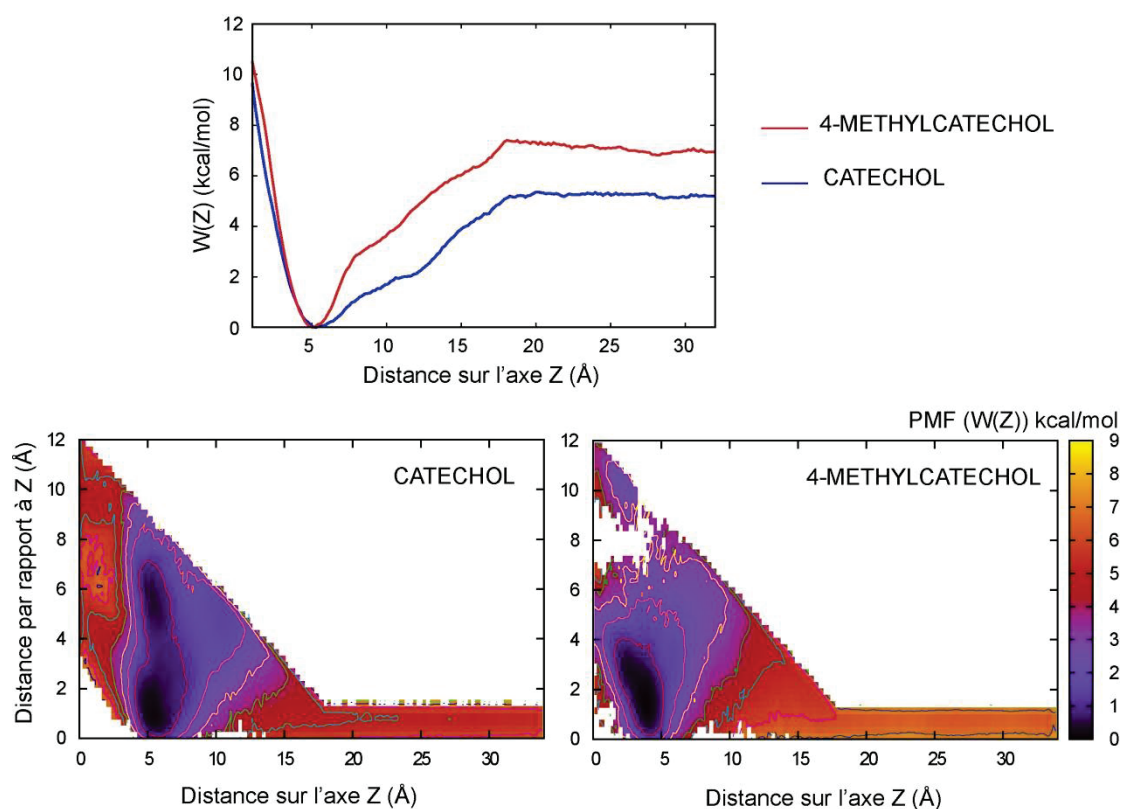 12
10
8
6
4
2
0
W(Z) (kcal/mol)
5 10 15 20 25 30
Distance sur l'axe Z (Å)
4-METHYLCATECHOL
CATECHOL
PMF (W(Z)) kcal/mol
12
10
8
6
4
2
0
Distance par rapport à Z (Å)
CATECHOL
0 5 10 15 20 25 30
Distance sur l'axe Z (Å)
12
10
8
6
4
2
0
4-METHYLCATECHOL
0 5 10 15 20 25 30
Distance sur l'axe Z (Å)
9
8
7
6
5
4
3
2
1
0